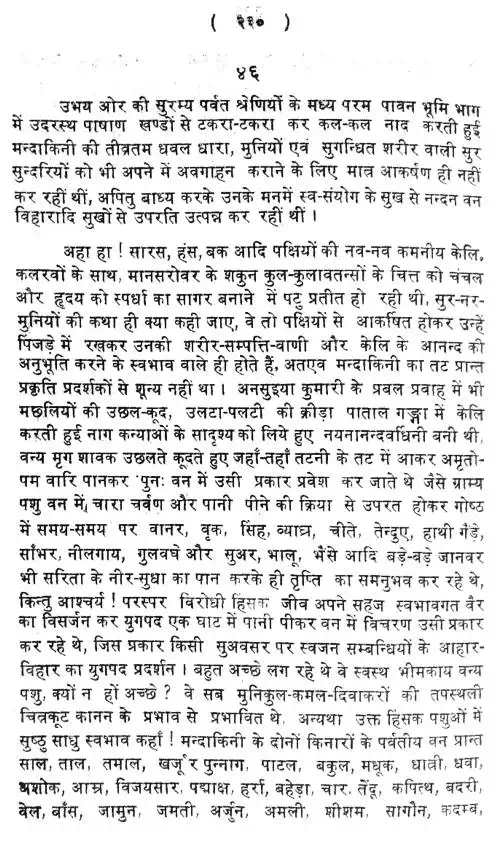 ( २३० )
४६
उभय ओर की सुरम्य पर्वत श्रेणियों के मध्य परम पावन भूमि भाग
में उदरस्थ पाषाण खण्डों से टकरा-टकरा कर कल-कल नाद करती हुई
मन्दाकिनी की तीव्रतम धवल धारा, मुनियों एवं सुगन्धित शरीर वाली सुर
सुन्दरियों को भी अपने में अवगाहन कराने के लिए मात्र आकर्षण ही नहीं
कर रहीं थीं, अपितु बाध्य करके उनके मनमें स्व-संयोग के सुख से नन्दन वन
विहारादि सुखों से उपरति उत्पन्न कर रहीं थीं ।
अहा हा ! सारस, हंस, बक आदि पक्षियों की नव-नव कमनीय केलि,
कलरवों के साथ, मानसरोवर के शकुन कुल-कुलावतन्सों के चित्त को चंचल
और हृदय को स्पर्धा का सागर बनाने में पटु प्रतीत हो रही थी, सुर-नर-
मुनियों की कथा ही क्या कही जाए, वे तो पक्षियों से आकर्षित होकर उन्हें
पिंजड़े में रखकर उनकी शरीर-सम्पत्ति-वाणी और केलि के आनन्द की
अनुभूति करने के स्वभाव वाले ही होते हैं, अतएव मन्दाकिनी का तट प्रान्त
प्रकृति प्रदर्शकों से शून्य नहीं था । अनसुइया कुमारी के प्रबल प्रवाह में भी
मछलियों की उछल-कूद, उलटा-पलटी की क्रीड़ा पाताल गङ्गा में केलि
करती हुई नाग कन्याओं के सादृश्य को लिये हुए नयनानन्दवर्धिनी बनी थी,
वन्य मृग शावक उछलते कूदते हुए जहाँ-तहाँ तटनी के तट में आकर अमृतो-
पम वारि पानकर पुनः वन में उसी प्रकार प्रवेश कर जाते थे जैसे ग्राम्य
पशु वन में, चारा चर्वण और पानी पीने की क्रिया से उपरत होकर गोष्ठ
में समय-समय पर वानर, वृक, सिंह, व्याघ्र, चीते, तेन्दुए, हाथी गैंड़े,
साँभर, नीलगाय, गुलवघे और सुअर, भालू, भैंसे आदि बड़े-बड़े जानवर
भी सरिता के नीर-सुधा का पान करके ही तृप्ति का समनुभव कर रहे थे,
किन्तु आश्चर्य ! परस्पर विरोधी हिंसक जीव अपने सहज स्वभावगत वैर
का विसर्जन कर युगपद एक घाट में पानी पीकर वन में विचरण उसी प्रकार
कर रहे थे, जिस प्रकार किसी सुअवसर पर स्वजन सम्बन्धियों के आहार-
विहार का युगपद प्रदर्शन । बहुत अच्छे लग रहे थे वे स्वस्थ भीमकाय वन्य
पशु, क्यों न हों अच्छे ? वे सब मुनिकुल-कमल-दिवाकरों की तपस्थली
चित्रकूट कानन के प्रभाव से प्रभावित थे, अन्यथा उक्त हिंसक पशुओं में
सुष्ठु साधु स्वभाव कहाँ ! मन्दाकिनी के दोनों किनारों के पर्वतीय वन प्रान्त
साल, ताल, तमाल, खर्जूर पुन्नाग, पाटल, बकुल, मधूक, धात्री, धवा,
अशोक, आम्र, विजयसार, पद्माक्ष, हर्रा, बहेड़ा, चार, तेंदू, कपित्थ, बदरी,
वेल, बाँस, जामुन, जमती, अर्जुन, अमली, शीशम, सागौन, कदम्ब,